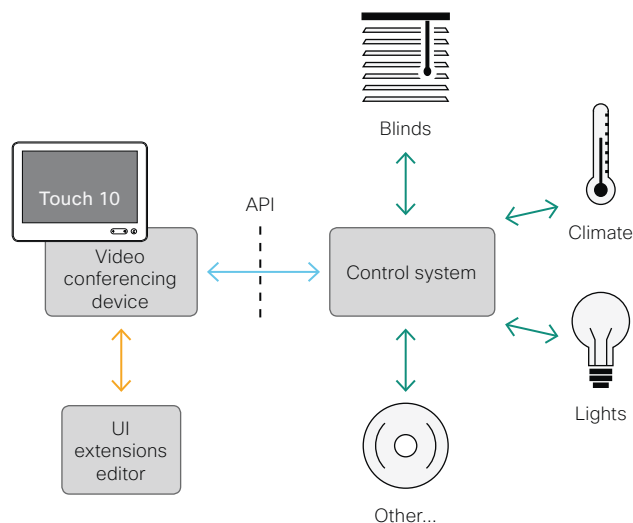 Blinds
Touch 10
API
Climate
Video
conferencing
device
Control system
Lights
UI
extensions
editor
Other...